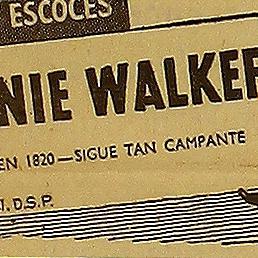 ESCOCES
NIE WALKER
EN 1820—SIGUE TAN CAMPANTE
I. D.S.P.